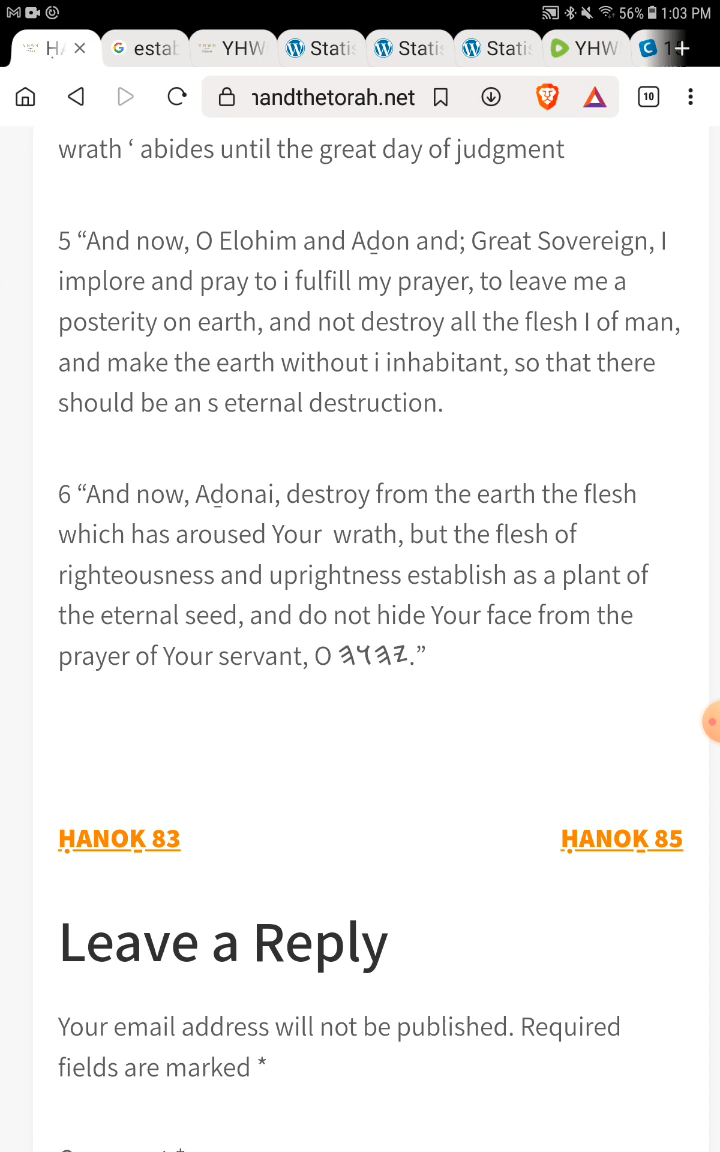 56% 1:03 PM
Ḥ estab YHW Statis Statis Statis YHW 1
nandthetorah.net 10
wrath ‘ abides until the great day of judgment
5 “And now, O Elohim and Aḏon and; Great Sovereign, I
implore and pray to i fulfill my prayer, to leave me a
posterity on earth, and not destroy all the flesh I of man,
and make the earth without i inhabitant, so that there
should be an s eternal destruction.
6 “And now, Aḏonai, destroy from the earth the flesh
which has aroused Your wrath, but the flesh of
righteousness and uprightness establish as a plant of
the eternal seed, and do not hide Your face from the
prayer of Your servant, O 𐤉𐤄𐤅𐤄.”
ḤANOḴ 83
ḤANOḴ 85
Leave a Reply
Your email address will not be published. Required
fields are marked *